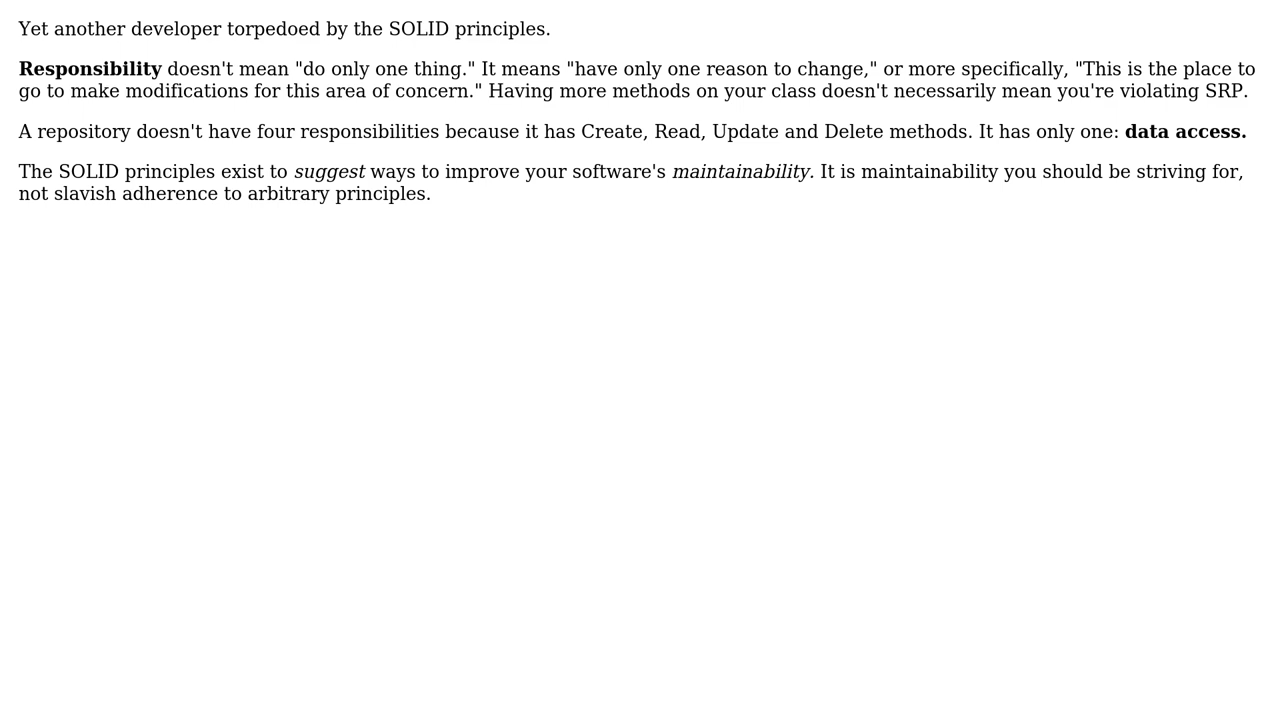 Yet another developer torpedoed by the SOLID principles.
Responsibility doesn't mean "do only one thing." It means "have only one reason to change," or more specifically, "This is the place to
go to make modifications for this area of concern." Having more methods on your class doesn't necessarily mean you're violating SRP.
A repository doesn't have four responsibilities because it has Create, Read, Update and Delete methods. It has only one: data access.
The SOLID principles exist to suggest ways to improve your software's maintainability. It is maintainability you should be striving for,
not slavish adherence to arbitrary principles.